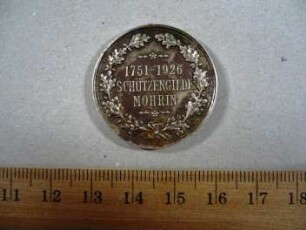 1751-1926
SCHÜTZENGILDE
MOHRIN
11 12 13 14 15 16 17 18